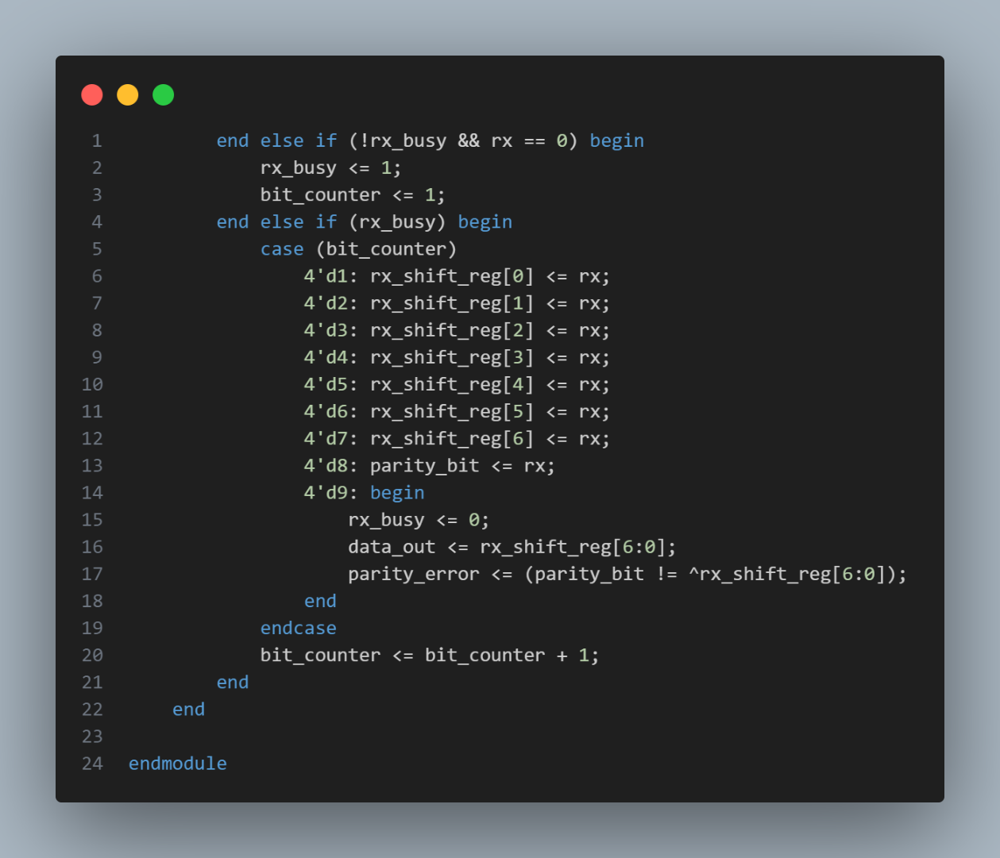 1 end else if (!rx_busy && rx == 0) begin
2 rx_busy <= 1;
3 bit_counter <= 1;
4 end else if (rx_busy) begin
5 case (bit_counter)
6 4'd1: rx_shift_reg[0] <= rx;
7 4'd2: rx_shift_reg[1] <= rx;
8 4'd3: rx_shift_reg[2] <= rx;
9 4'd4: rx_shift_reg[3] <= rx;
10 4'd5: rx_shift_reg[4] <= rx;
11 4'd6: rx_shift_reg[5] <= rx;
12 4'd7: rx_shift_reg[6] <= rx;
13 4'd8: parity_bit <= rx;
14 4'd9: begin
15 rx_busy <= 0;
16 data_out <= rx_shift_reg[6:0];
17 parity_error <= (parity_bit != ^rx_shift_reg[6:0]);
18 end
19 endcase
20 bit_counter <= bit_counter + 1;
21 end
22 end
23
24 endmodule